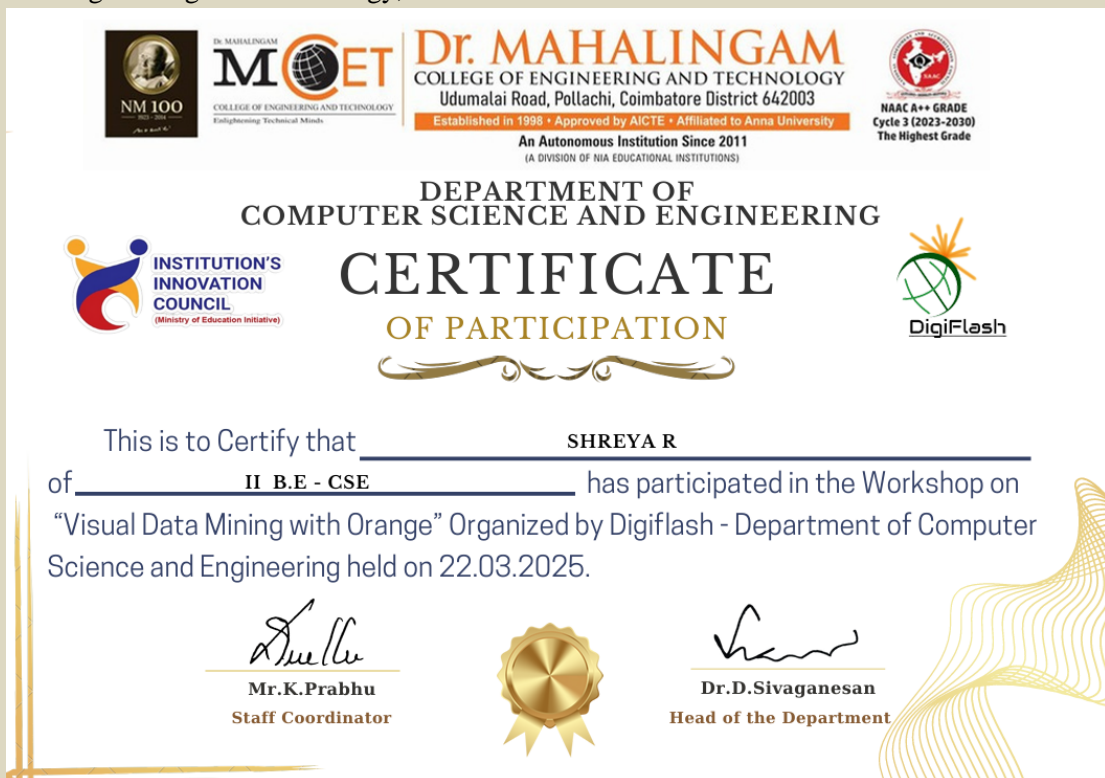 NM 100
1923 - 2014
Dr. MAHALINGAM
MCET
COLLEGE OF ENGINEERING AND TECHNOLOGY
Enlightening Technical Minds
Dr. MAHALINGAM
COLLEGE OF ENGINEERING AND TECHNOLOGY
Udumalai Road, Pollachi, Coimbatore District 642003
Established in 1998 • Approved by AICTE • Affiliated to Anna University
An Autonomous Institution Since 2011
(A DIVISION OF NIA EDUCATIONAL INSTITUTIONS)
NAAC
NAAC A++ GRADE
Cycle 3 (2023-2030)
The Highest Grade
DEPARTMENT OF
COMPUTER SCIENCE AND ENGINEERING
INSTITUTION'S
INNOVATION
COUNCIL
(Ministry of Education Initiative)
CERTIFICATE
OF PARTICIPATION
DigiFlash
This is to Certify that SHREYA R
of II B.E - CSE has participated in the Workshop on
“Visual Data Mining with Orange” Organized by Digiflash - Department of Computer
Science and Engineering held on 22.03.2025.
Mr.K.Prabhu
Staff Coordinator
Dr.D.Sivaganesan
Head of the Department